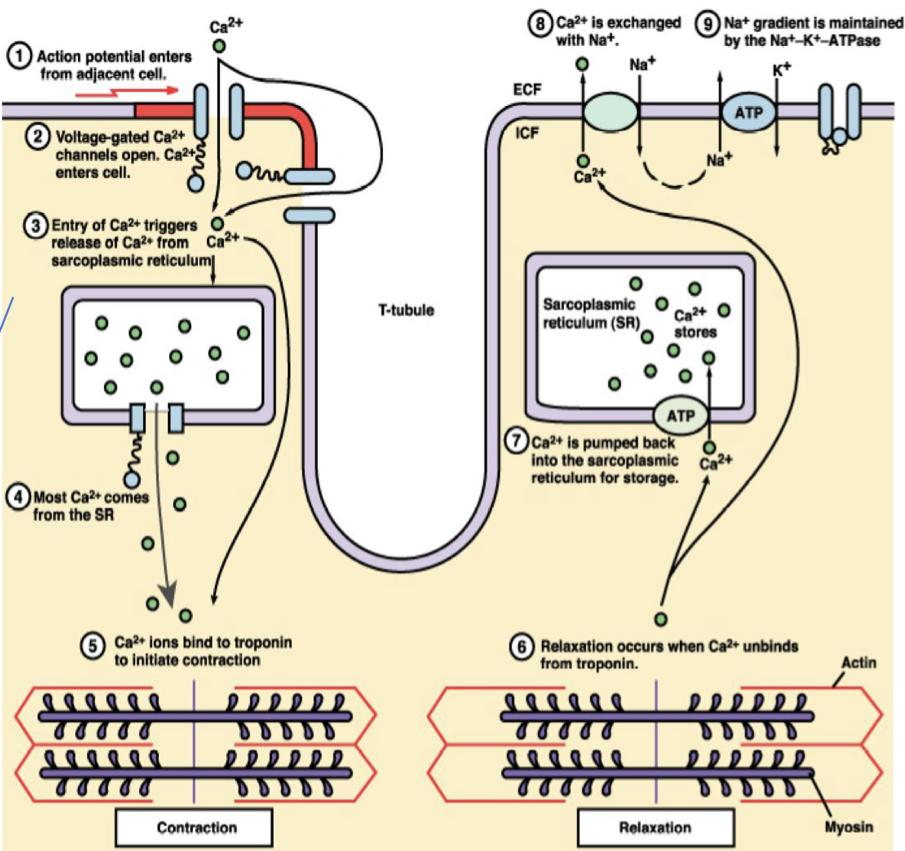 Ca²⁺
① Action potential enters
from adjacent cell.
② Voltage-gated Ca²⁺
channels open. Ca²⁺
enters cell.
③ Entry of Ca²⁺ triggers
release of Ca²⁺ from
sarcoplasmic reticulum
Ca²⁺
④ Most Ca²⁺ comes
from the SR
⑤ Ca²⁺ ions bind to troponin
to initiate contraction
Contraction
T-tubule
⑧ Ca²⁺ is exchanged
with Na⁺.
⑨ Na⁺ gradient is maintained
by the Na⁺–K⁺–ATPase
ECF
ICF
Na⁺
K⁺
ATP
Ca²⁺
Na⁺
Sarcoplasmic
reticulum (SR)
Ca²⁺
stores
ATP
⑦ Ca²⁺ is pumped back
into the sarcoplasmic
reticulum for storage.
Ca²⁺
⑥ Relaxation occurs when Ca²⁺ unbinds
from troponin.
Actin
Relaxation
Myosin